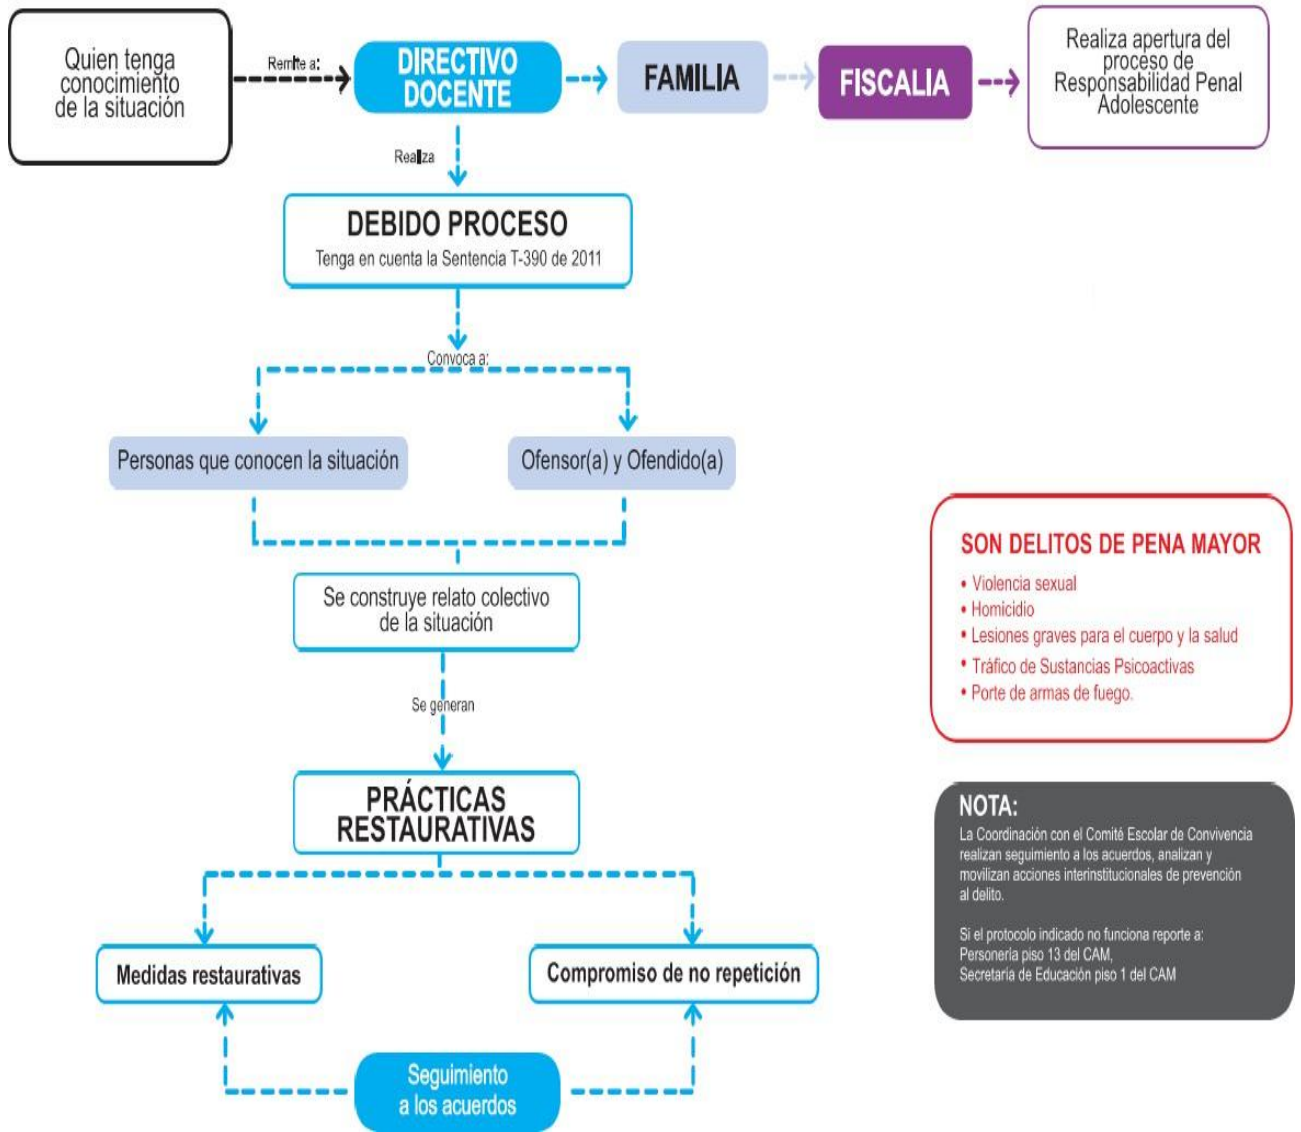 Quien tenga
conocimiento
de la situación
Remite a:
DIRECTIVO
DOCENTE
FAMILIA
FISCALIA
Realiza apertura del
proceso de
Responsabilidad Penal
Adolescente
Realiza
DEBIDO PROCESO
Tenga en cuenta la Sentencia T-390 de 2011
Convoca a:
Personas que conocen la situación
Ofensor(a) y Ofendido(a)
Se construye relato colectivo
de la situación
Se generan
PRÁCTICAS
RESTAURATIVAS
Medidas restaurativas
Compromiso de no repetición
Seguimiento
a los acuerdos
SON DELITOS DE PENA MAYOR
• Violencia sexual
• Homicidio
• Lesiones graves para el cuerpo y la salud
• Tráfico de Sustancias Psicoactivas
• Porte de armas de fuego.
NOTA:
La Coordinación con el Comité Escolar de Convivencia
realizan seguimiento a los acuerdos, analizan y
movilizan acciones interinstitucionales de prevención
al delito.
Si el protocolo indicado no funciona reporte a:
Personería piso 13 del CAM,
Secretaría de Educación piso 1 del CAM